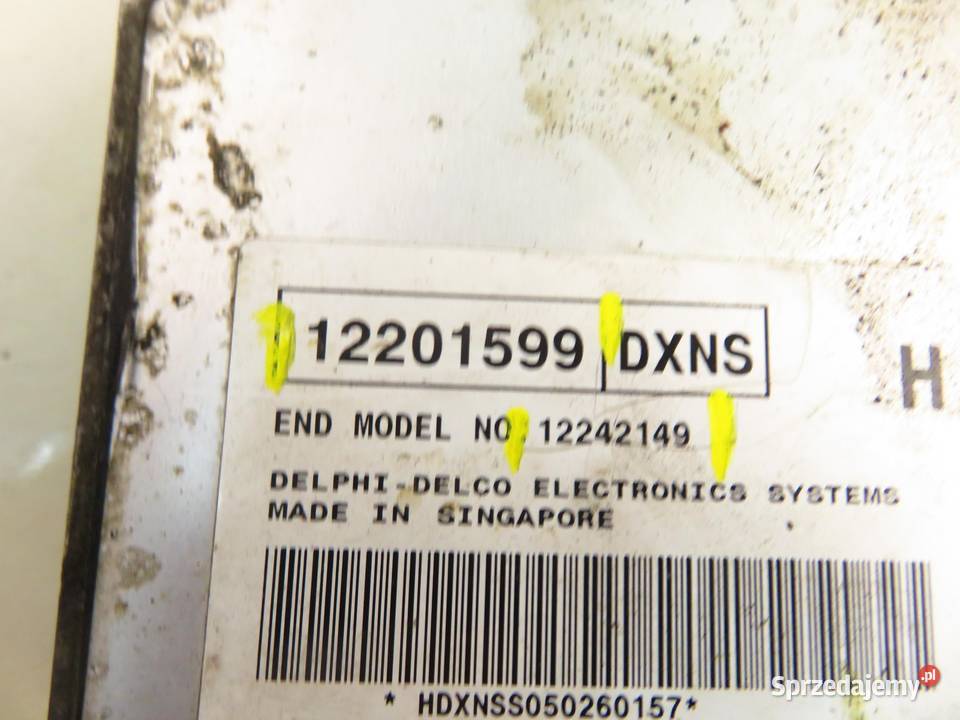 12201599 DXNS
H
END MODEL NO. 12242149
DELPHI-DELCO ELECTRONICS SYSTEMS
MADE IN SINGAPORE
* HDXNSS050260157*
Sprzedajemy.pl